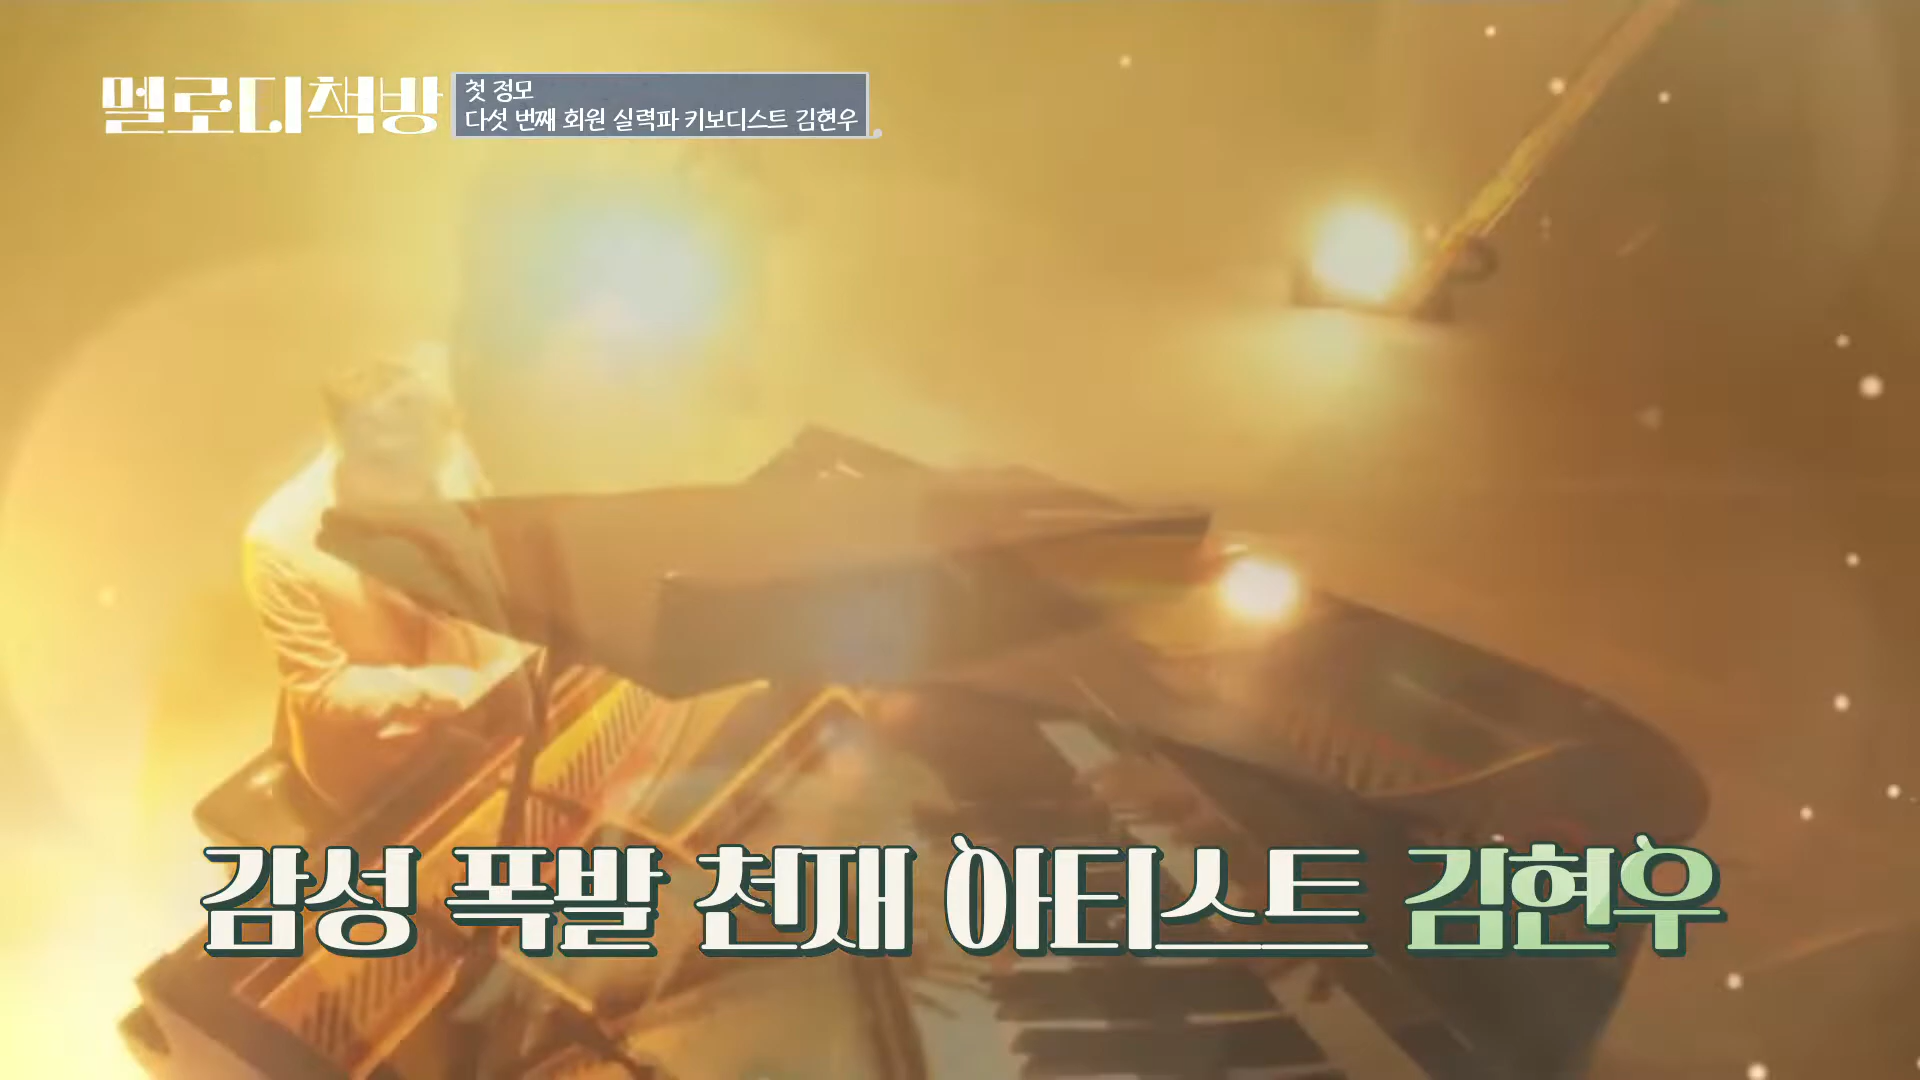 멜로디책방
첫 정모
다섯 번째 회원 실력파 키보디스트 김현우
감성 폭발 천재 아티스트 김현우